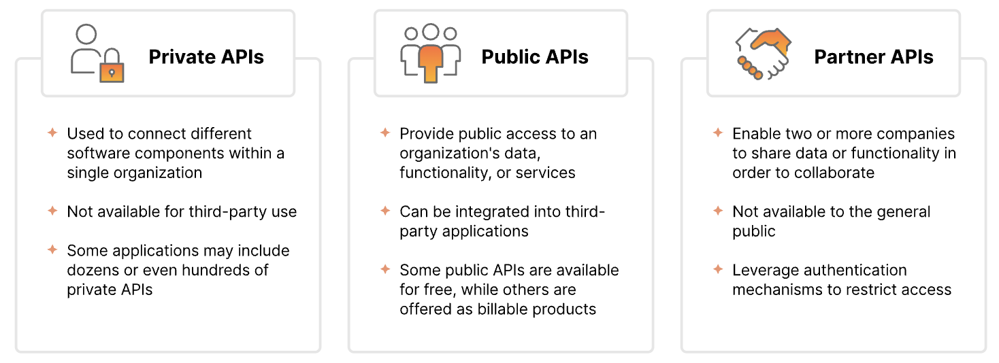 Private APIs
Used to connect different
software components within a
single organization
Not available for third-party use
Some applications may include
dozens or even hundreds of
private APIs
Public APIs
Provide public access to an
organization's data,
functionality, or services
Can be integrated into third-
party applications
Some public APIs are available
for free, while others are
offered as billable products
Partner APIs
Enable two or more companies
to share data or functionality in
order to collaborate
Not available to the general
public
Leverage authentication
mechanisms to restrict access